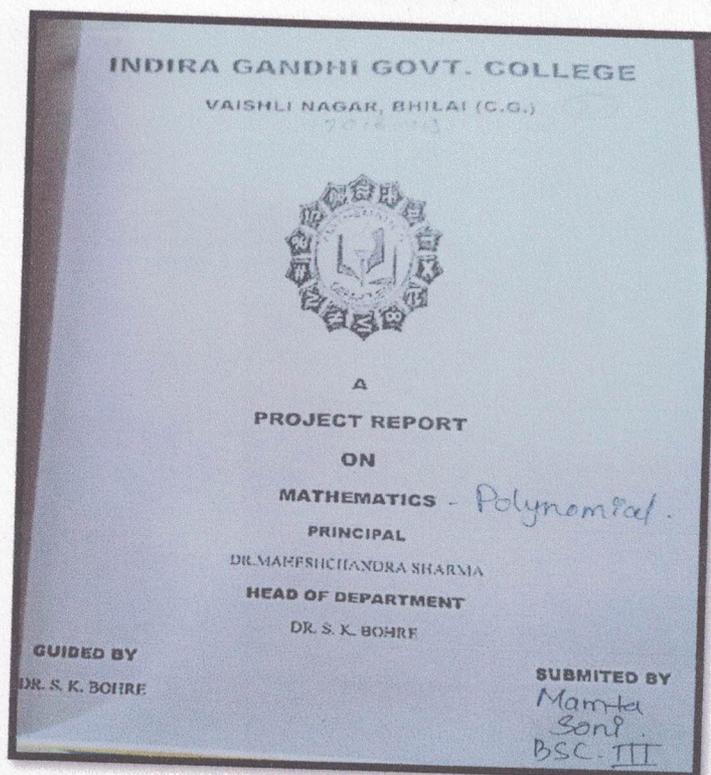 INDIRA GANDHI GOVT. COLLEGE
VAISHLI NAGAR, BHILAI (C.G.)
A
PROJECT REPORT
ON
MATHEMATICS - Polynomial.
PRINCIPAL
DR.MAHESHCHANDRA SHARMA
HEAD OF DEPARTMENT
DR. S. K. BOHRE
GUIDED BY
DR. S. K. BOHRE
SUBMITED BY
Mamta
Soni.
BSC-III